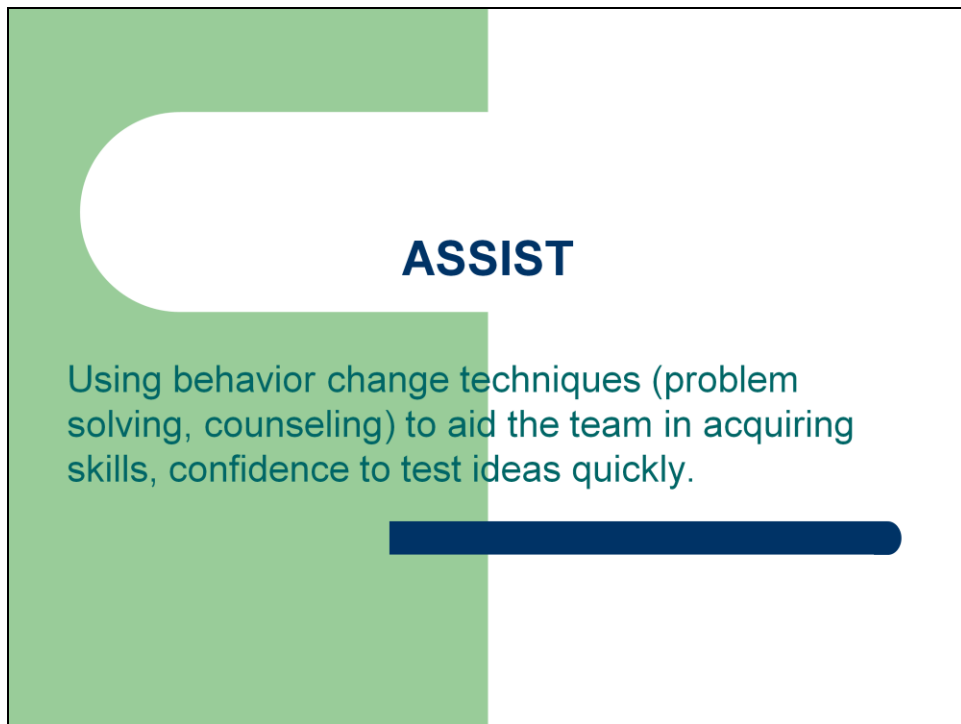 ASSIST
Using behavior change techniques (problem
solving, counseling) to aid the team in acquiring
skills, confidence to test ideas quickly.